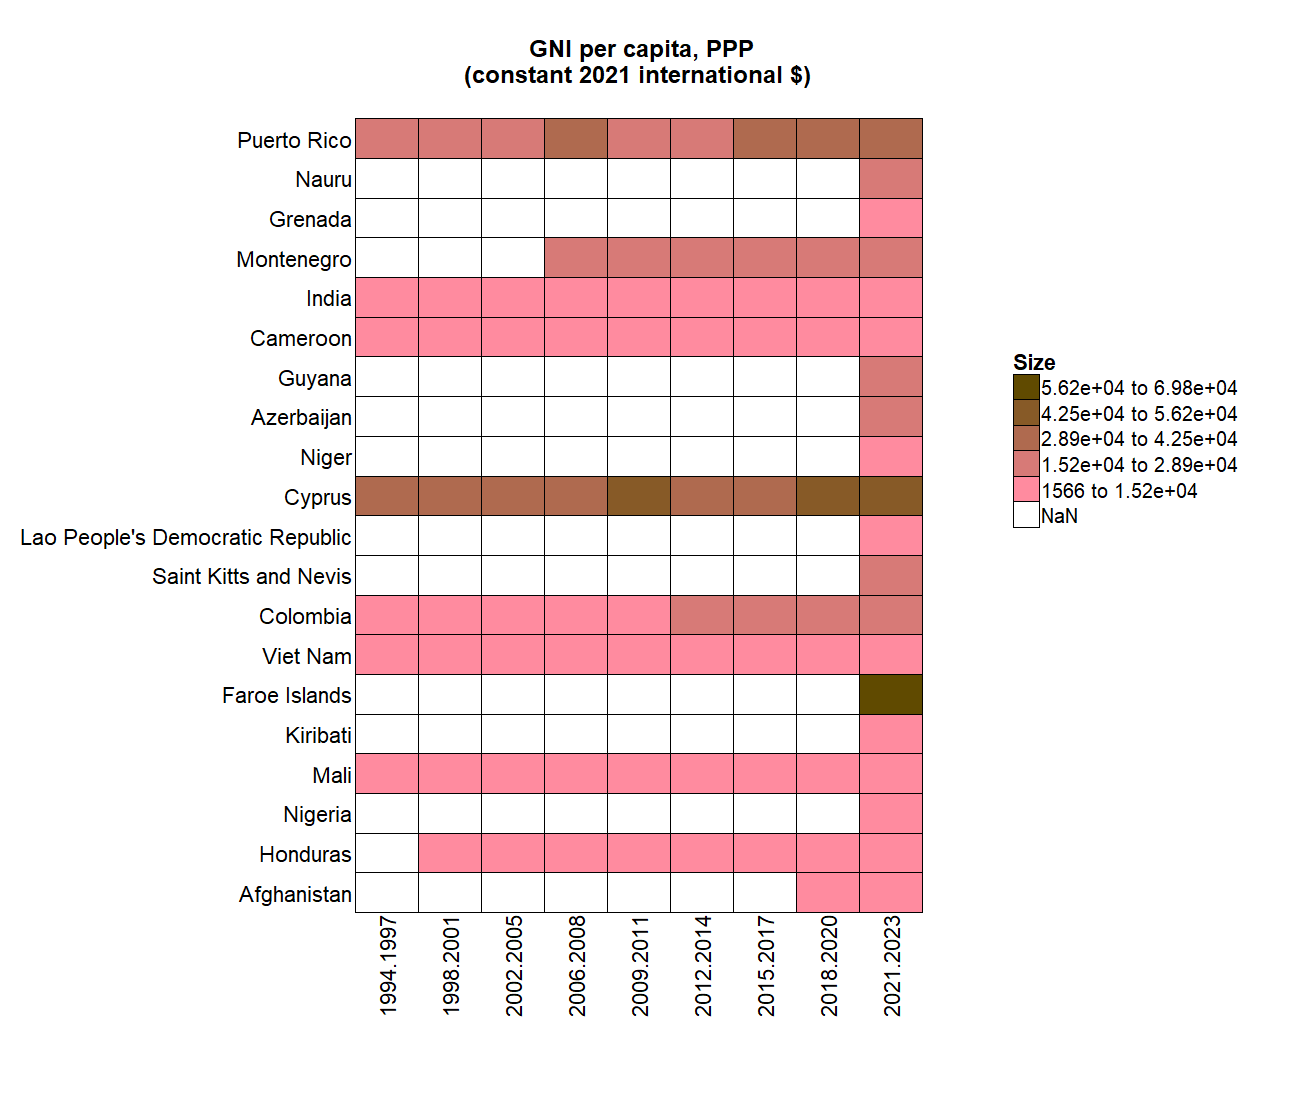 GNI per capita, PPP
(constant 2021 international $)
Puerto Rico
Nauru
Grenada
Montenegro
India
Cameroon
Guyana
Azerbaijan
Niger
Cyprus
Lao People's Democratic Republic
Saint Kitts and Nevis
Colombia
Viet Nam
Faroe Islands
Kiribati
Mali
Nigeria
Honduras
Afghanistan
1994.1997
1998.2001
2002.2005
2006.2008
2009.2011
2012.2014
2015.2017
2018.2020
2021.2023
Size
5.62e+04 to 6.98e+04
4.25e+04 to 5.62e+04
2.89e+04 to 4.25e+04
1.52e+04 to 2.89e+04
1566 to 1.52e+04
NaN